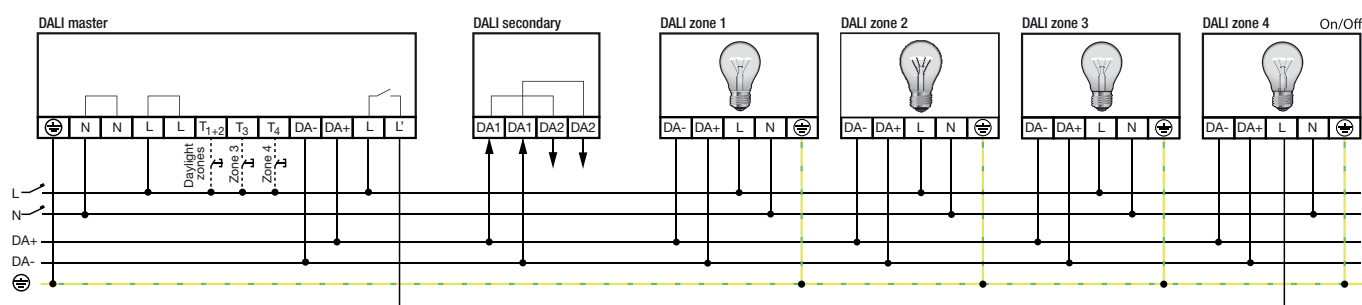 DALI master DALI secondary DALI zone 1 DALI zone 2 DALI zone 3 DALI zone 4 On/Off
N N L L T1+2 T3 T4 DA- DA+ L L' DA1 DA1 DA2 DA2 DA- DA+ L N DA- DA+ L N DA- DA+ L N DA- DA+ L N
Daylight zones
Zone 3
Zone 4
L
N
DA+
DA-